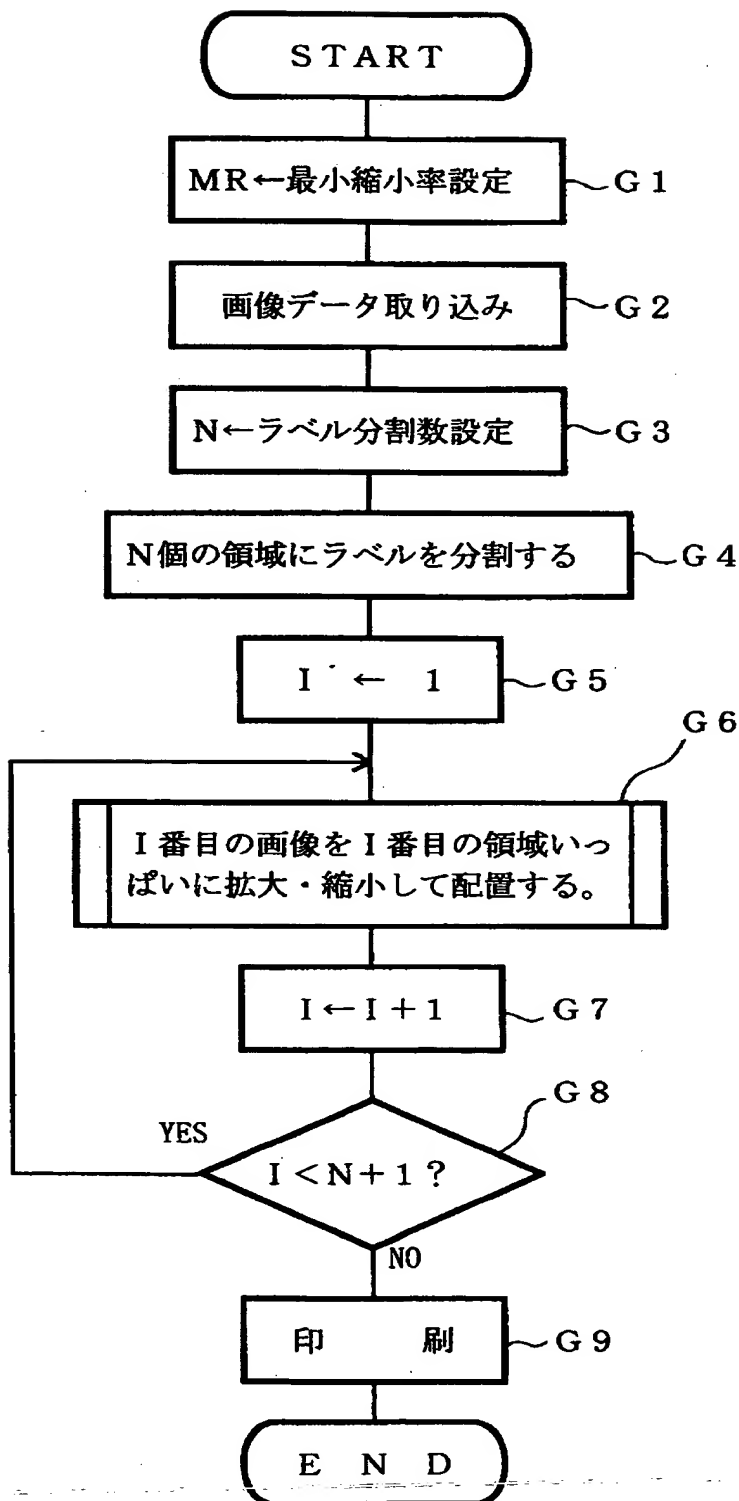 START
MR←最小縮小率設定
G1
画像データ取り込み
G2
N←ラベル分割数設定
G3
N個の領域にラベルを分割する
G4
I ← 1
G5
G6
I番目の画像をI番目の領域いっ
ぱいに拡大・縮小して配置する。
I←I+1
G7
G8
YES
I<N+1?
NO
印 刷
G9
END